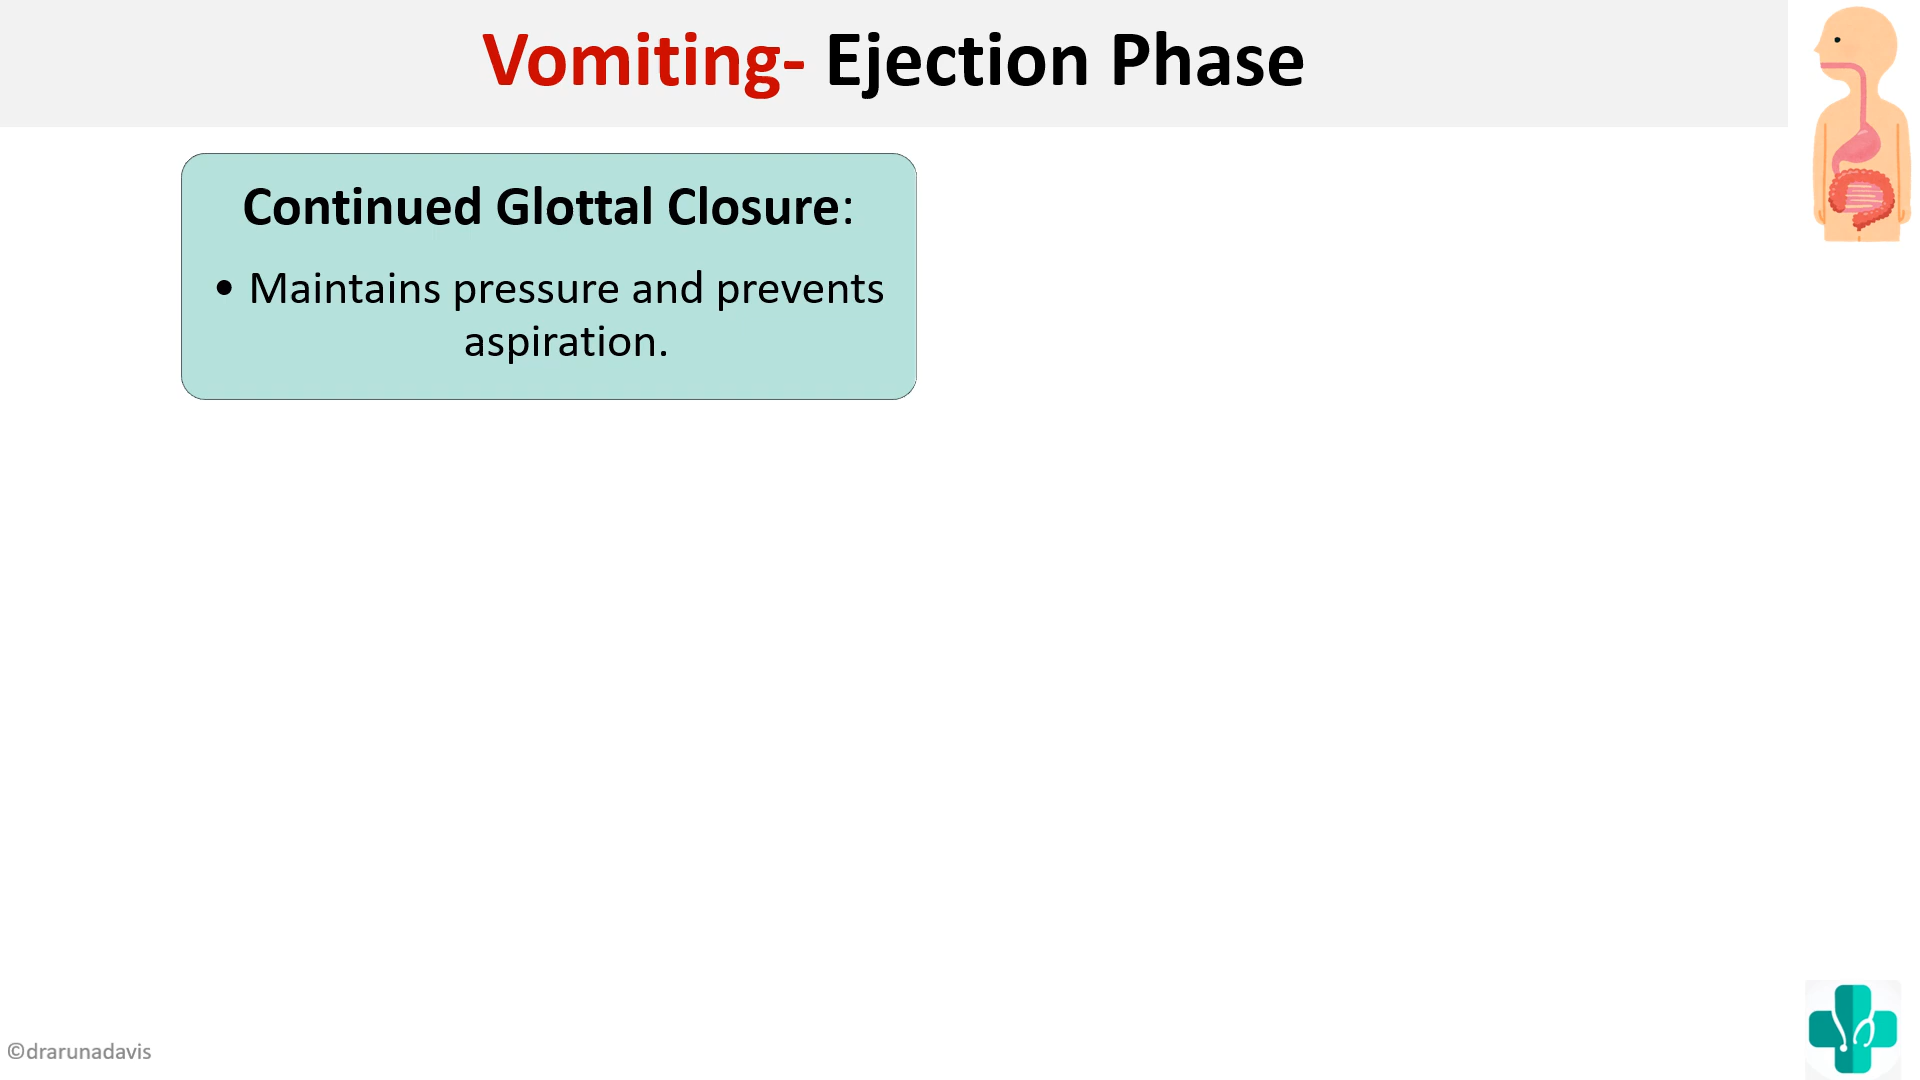 Vomiting- Ejection Phase
Continued Glottal Closure:
• Maintains pressure and prevents
aspiration.
©drarunadavis